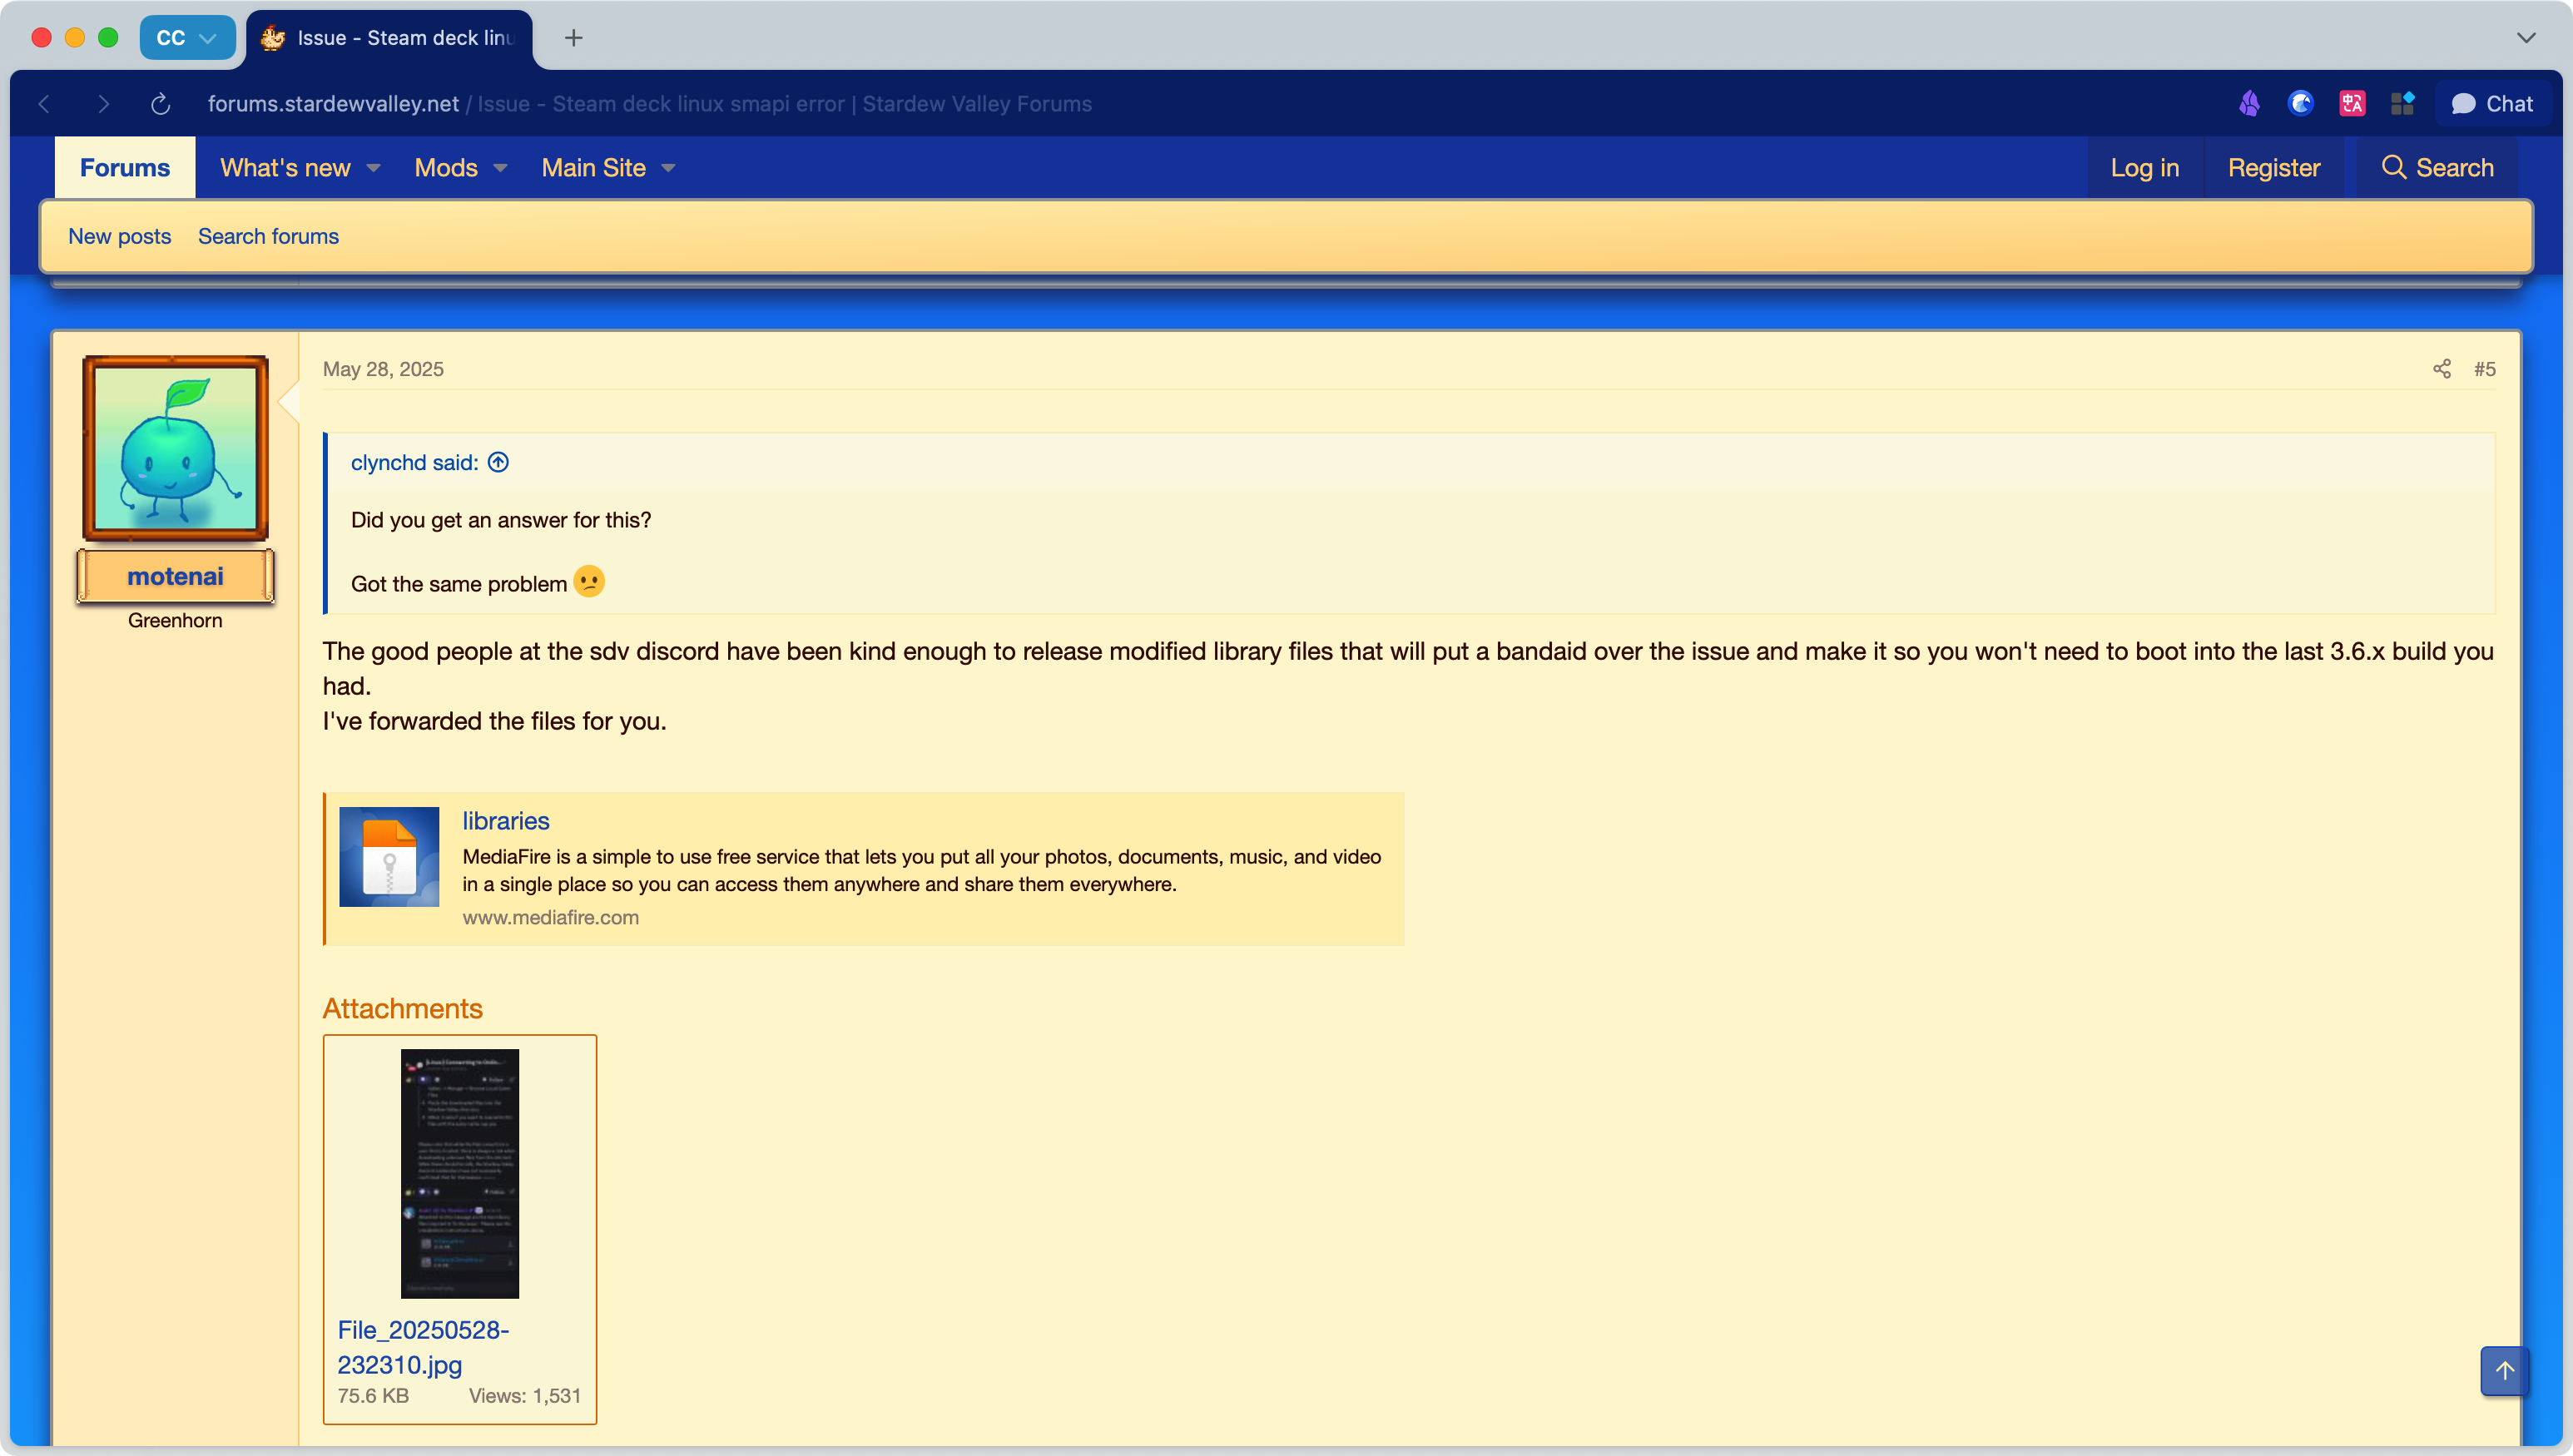 CC
Issue - Steam deck linu
forums.stardewvalley.net / Issue - Steam deck linux smapi error | Stardew Valley Forums
Chat
Forums
What's new
Mods
Main Site
Log in
Register
Search
New posts
Search forums
motenai
Greenhorn
May 28, 2025
#5
clynchd said:
Did you get an answer for this?
Got the same problem
The good people at the sdv discord have been kind enough to release modified library files that will put a bandaid over the issue and make it so you won't need to boot into the last 3.6.x build you
had.
I've forwarded the files for you.
libraries
MediaFire is a simple to use free service that lets you put all your photos, documents, music, and video
in a single place so you can access them anywhere and share them everywhere.
www.mediafire.com
Attachments
File_20250528-
232310.jpg
75.6 KB
Views: 1,531